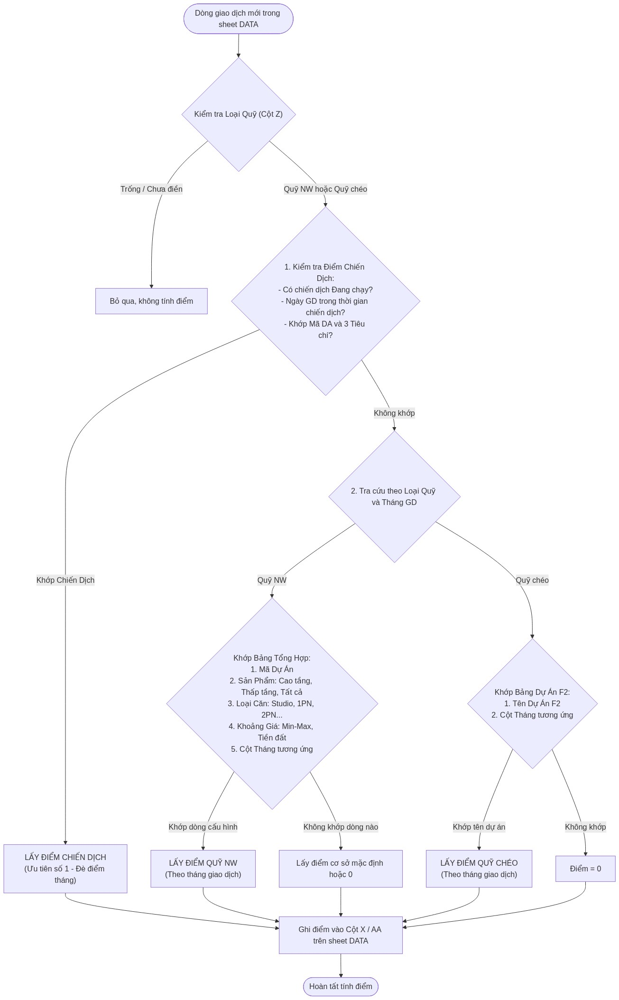 Dòng giao dịch mới trong
sheet DATA
Kiểm tra Loại Quỹ (Cột Z)
Trống / Chưa điền
Quỹ NW hoặc Quỹ chéo
1. Kiểm tra Điểm Chiến
Dịch:
- Có chiến dịch Đang chạy?
- Ngày GD trong thời gian
chiến dịch?
- Khớp Mã DA và 3 Tiêu
chí?
Bỏ qua, không tính điểm
Không khớp
2. Tra cứu theo Loại Quỹ
và Tháng GD
Khớp Chiến Dịch
Quỹ NW
Quỹ chéo
Khớp Bảng Tổng Hợp:
1. Mã Dự Án
2. Sản Phẩm: Cao tầng,
Thấp tầng, Tất cả
3. Loại Căn: Studio, 1PN,
2PN...
4. Khoảng Giá: Min-Max,
Tiền đất
5. Cột Tháng tương ứng
Khớp Bảng Dự Án F2:
1. Tên Dự Án F2
2. Cột Tháng tương ứng
Khớp dòng cấu hình
Không khớp dòng nào
Khớp tên dự án
Không khớp
LẤY ĐIỂM CHIẾN DỊCH
(Ưu tiên số 1 - Đè điểm
tháng)
LẤY ĐIỂM QUỸ NW
(Theo tháng giao dịch)
Lấy điểm cơ sở mặc định
hoặc 0
LẤY ĐIỂM QUỸ CHÉO
(Theo tháng giao dịch)
Điểm = 0
Ghi điểm vào Cột X / AA
trên sheet DATA
Hoàn tất tính điểm